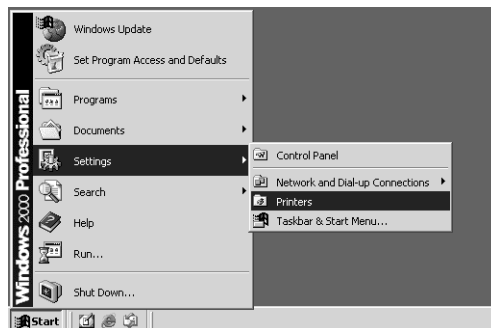 Windows 2000 Professional
Windows Update
Set Program Access and Defaults
Programs
Documents
Settings
Search
Help
Run...
Shut Down...
Control Panel
Network and Dial-up Connections
Printers
Taskbar & Start Menu...
Start